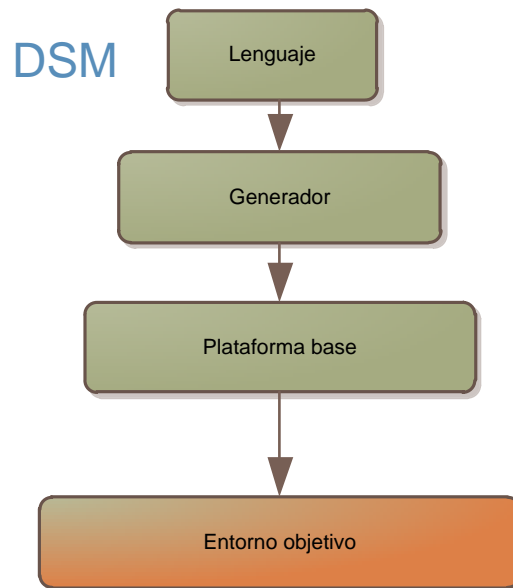 DSM
Lenguaje
Generador
Plataforma base
Entorno objetivo